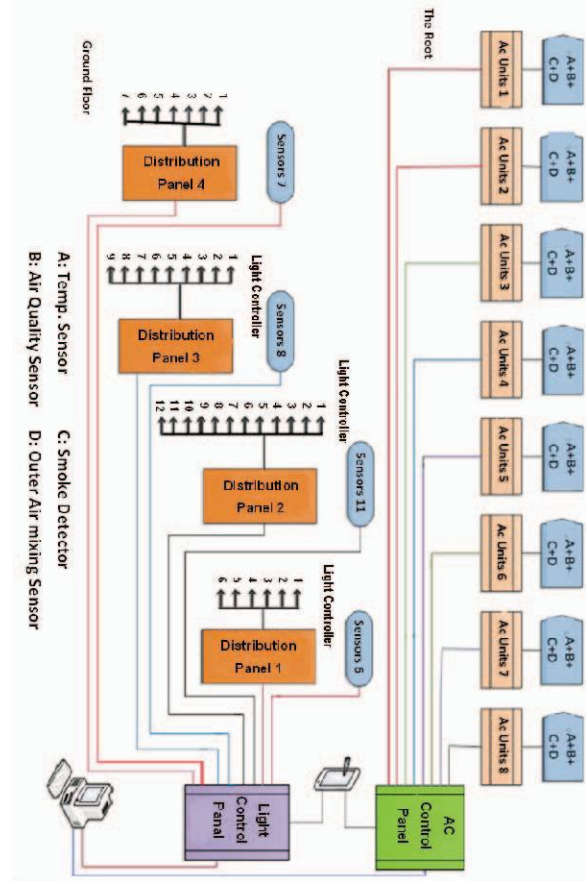 A+B+
C+D
A+B+
C+D
A+B+
C+D
A+B+
C+D
A+B+
C+D
A+B+
C+D
A+B+
C+D
A+B+
C+D
Ac Units 1
Ac Units 2
Ac Units 3
Ac Units 4
Ac Units 5
Ac Units 6
Ac Units 7
Ac Units 8
The Root
AC
Control
Panel
Sensors 7
Distribution
Panel 4
1
2
3
4
5
6
7
Ground Floor
Sensors 8
Distribution
Panel 3
Light Controller
1
2
3
4
5
6
7
8
9
Sensors 11
Distribution
Panel 2
Light Controller
1
2
3
4
5
6
7
8
9
10
11
12
Sensors 5
Distribution
Panel 1
Light Controller
1
2
3
4
5
6
Light
Control
Panal
A: Temp. Sensor
C: Smoke Detector
B: Air Quality Sensor
D: Outer Air mixing Sensor